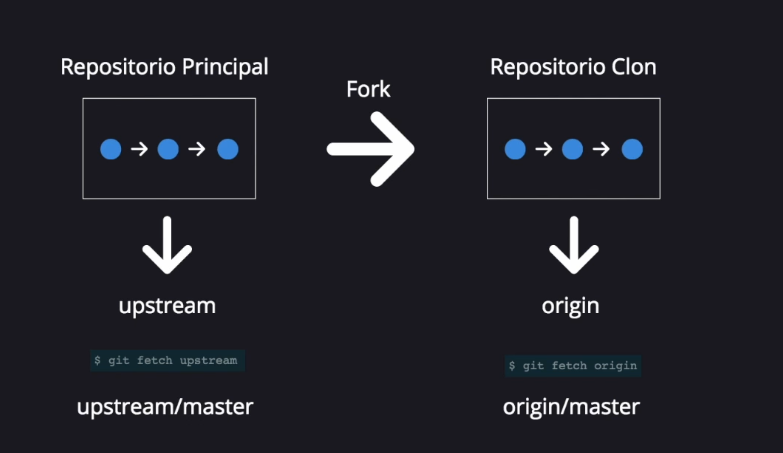 Repositorio Principal
Fork
Repositorio Clon
upstream
origin
$ git fetch upstream
$ git fetch origin
upstream/master
origin/master